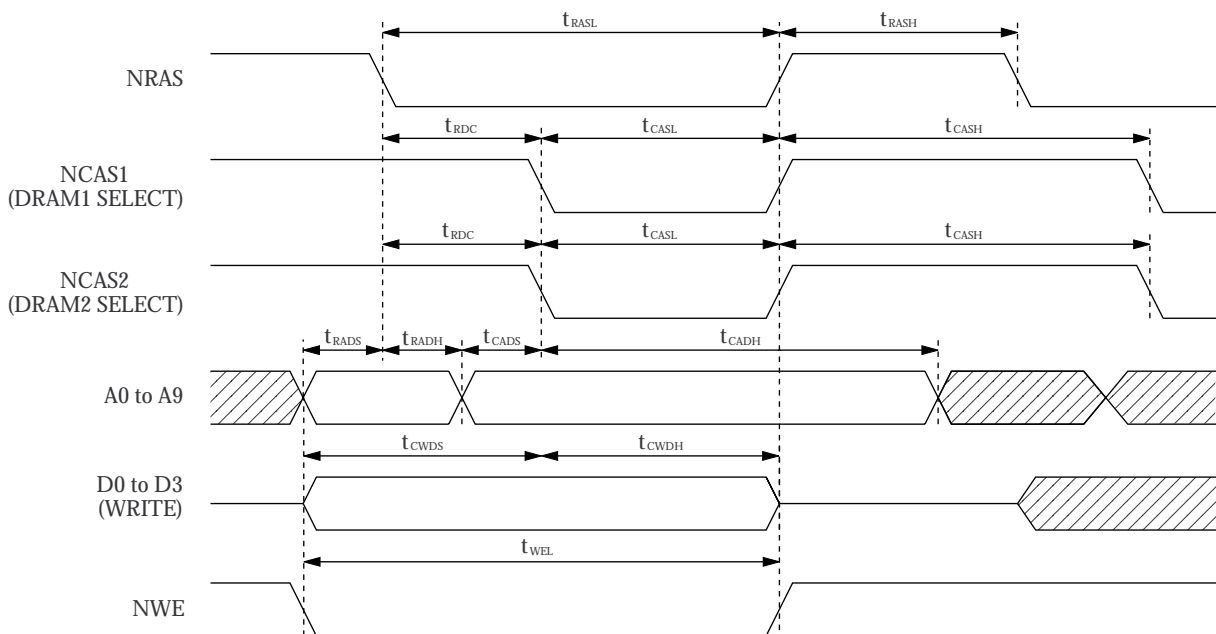 tRASL tRASH
NRAS
tRDC tCASL tCASH
NCAS1
(DRAM1 SELECT)
tRDC tCASL tCASH
NCAS2
(DRAM2 SELECT)
tRADS tRADH tCADS tCADH
A0 to A9
tCWDS tCWDH
D0 to D3
(WRITE)
tWEL
NWE